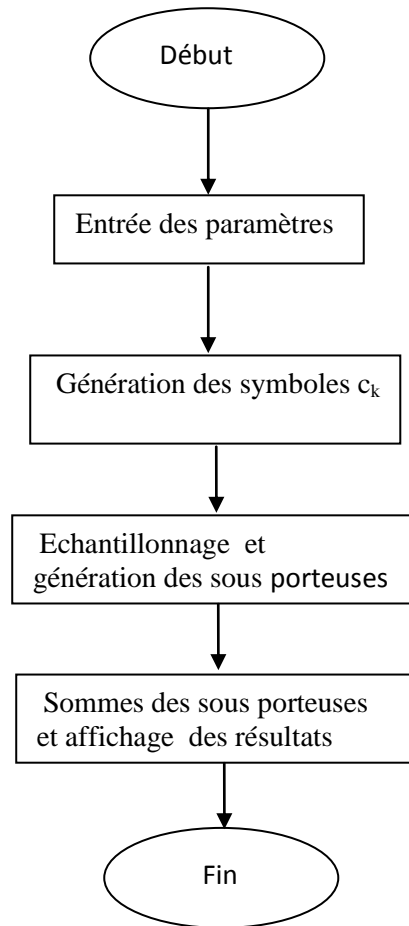 Début
Entrée des paramètres
Génération des symboles cₖ
Echantillonnage et
génération des sous porteuses
Sommes des sous porteuses
et affichage des résultats
Fin